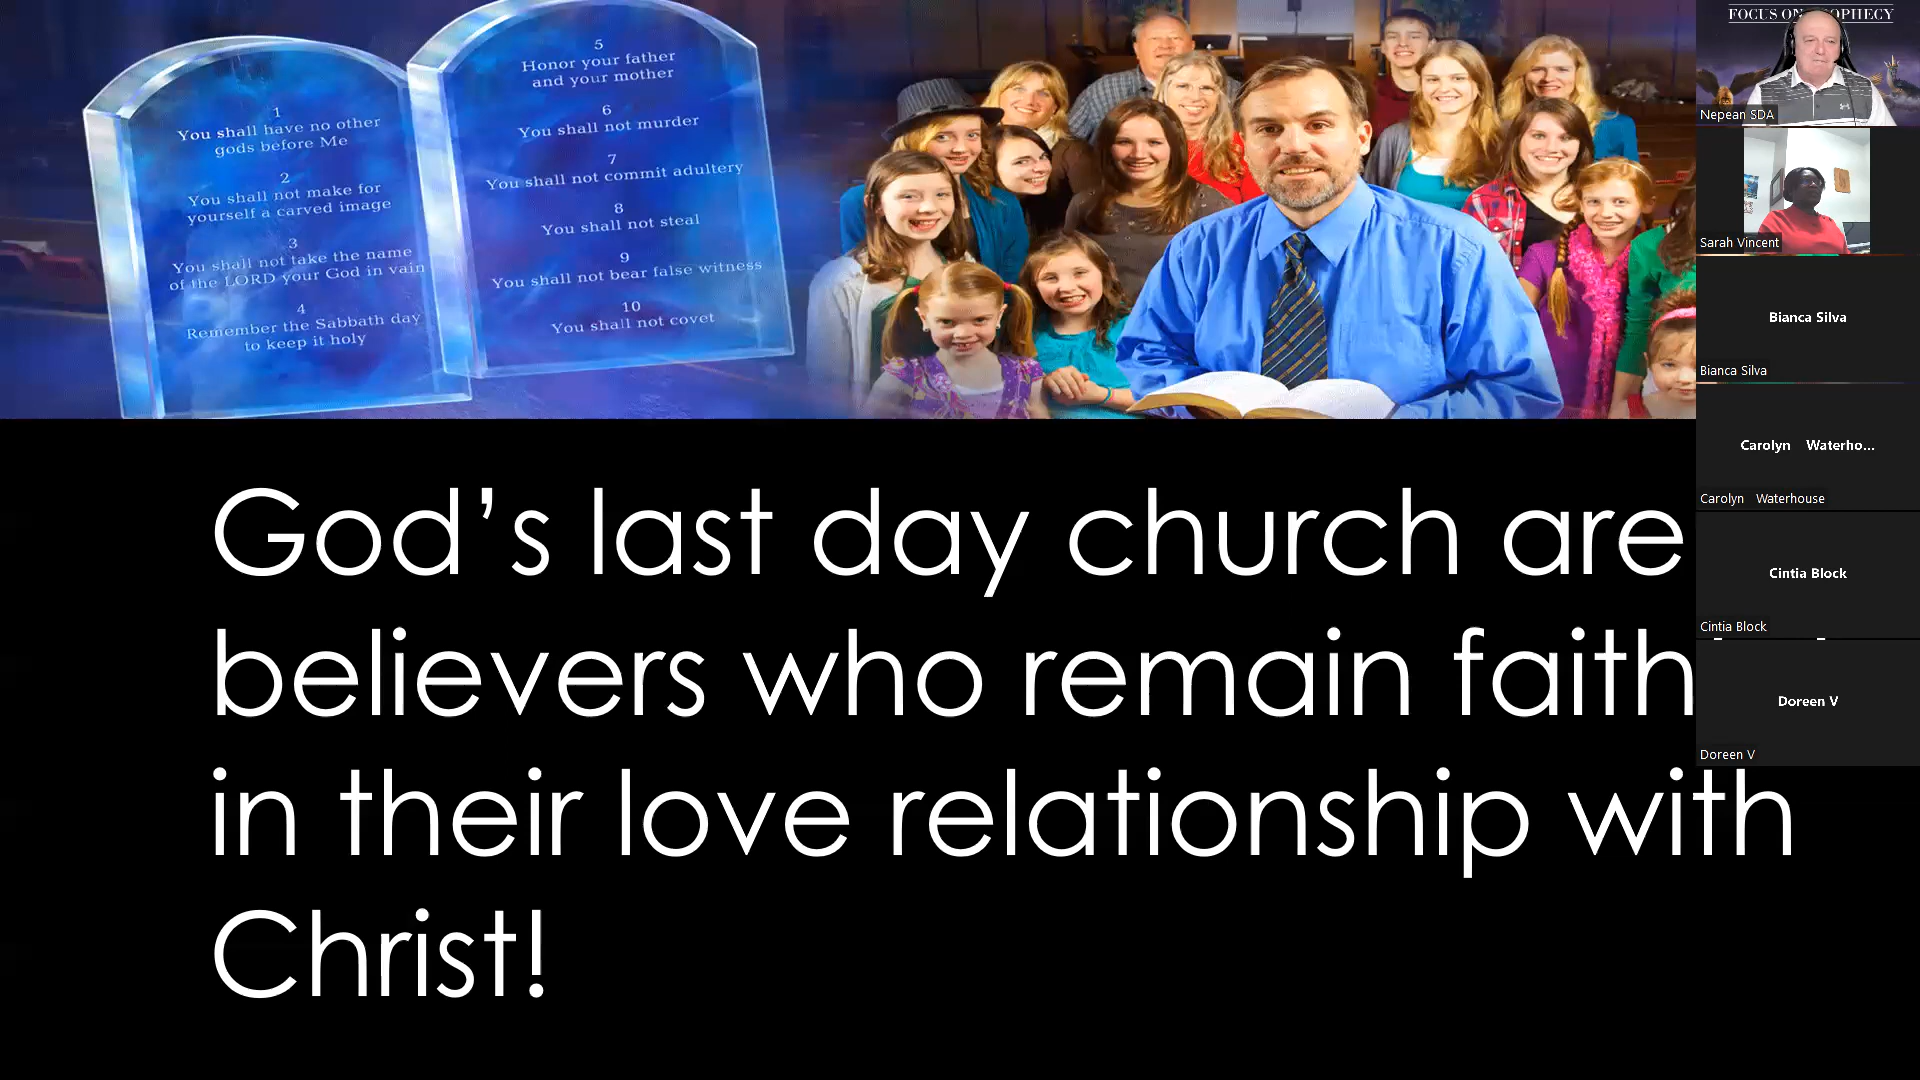 1
You shall have no other
gods before Me
2
You shall not make for
yourself a carved image
3
You shall not take the name
of the LORD your God in vain
4
Remember the Sabbath day
to keep it holy
5
Honor your father
and your mother
6
You shall not murder
7
You shall not commit adultery
8
You shall not steal
9
You shall not bear false witness
10
You shall not covet
God’s last day church are
believers who remain faith
in their love relationship with
Christ!
FOCUS ON PROPHECY
Nepean SDA
Sarah Vincent
Bianca Silva
Bianca Silva
Carolyn Waterho...
Carolyn Waterhouse
Cintia Block
Cintia Block
Doreen V
Doreen V